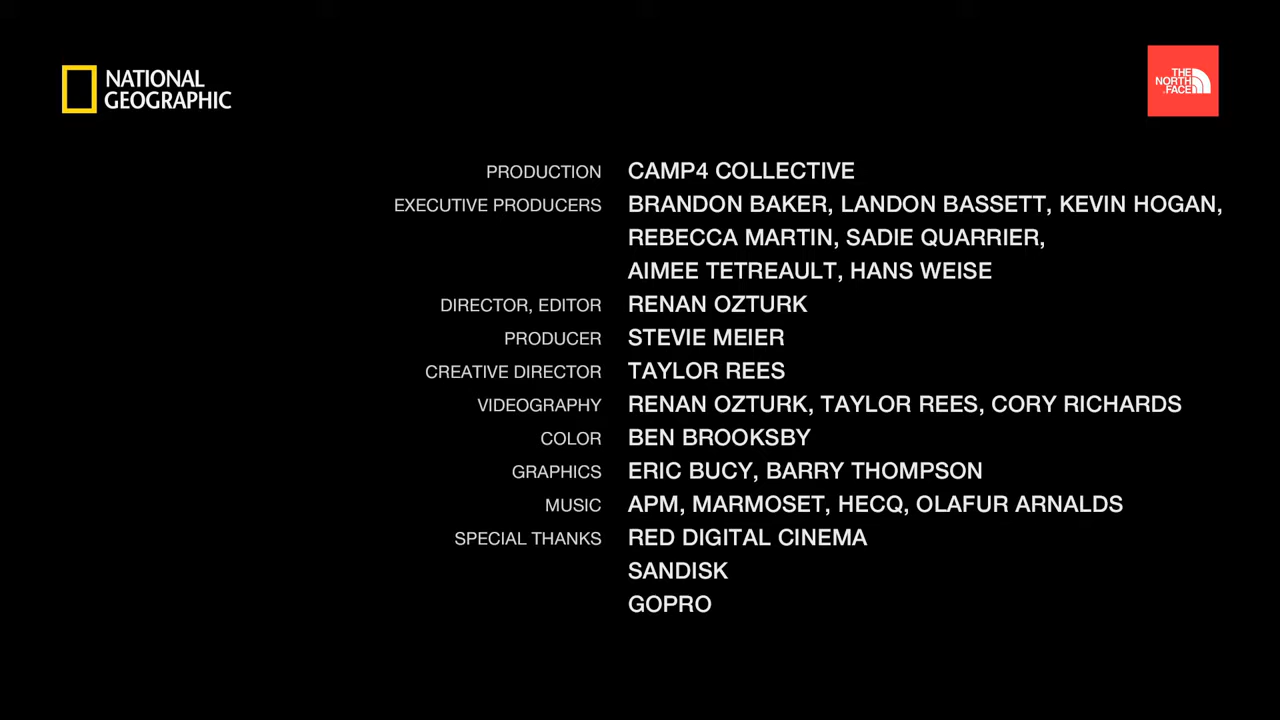 NATIONAL
GEOGRAPHIC
THE
NORTH
FACE
PRODUCTION CAMP4 COLLECTIVE
EXECUTIVE PRODUCERS BRANDON BAKER, LANDON BASSETT, KEVIN HOGAN,
REBECCA MARTIN, SADIE QUARRIER,
AIMEE TETREAULT, HANS WEISE
DIRECTOR, EDITOR RENAN OZTURK
PRODUCER STEVIE MEIER
CREATIVE DIRECTOR TAYLOR REES
VIDEOGRAPHY RENAN OZTURK, TAYLOR REES, CORY RICHARDS
COLOR BEN BROOKSBY
GRAPHICS ERIC BUCY, BARRY THOMPSON
MUSIC APM, MARMOSET, HECQ, OLAFUR ARNALDS
SPECIAL THANKS RED DIGITAL CINEMA
SANDISK
GOPRO